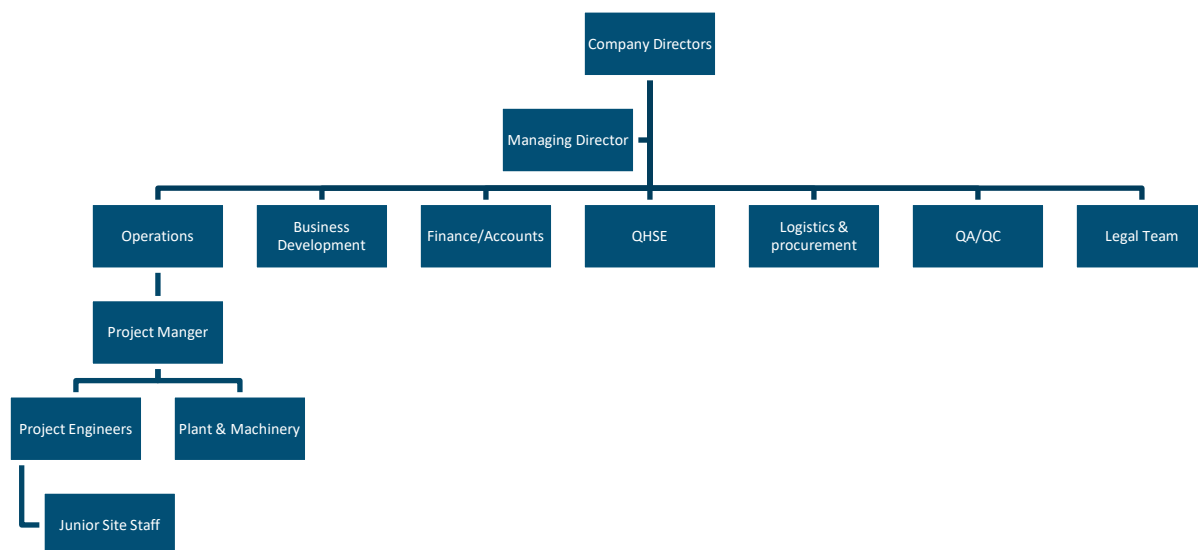 Company Directors
Managing Director
Operations
Business
Development
Finance/Accounts
QHSE
Logistics &
procurement
QA/QC
Legal Team
Project Manger
Project Engineers
Plant & Machinery
Junior Site Staff